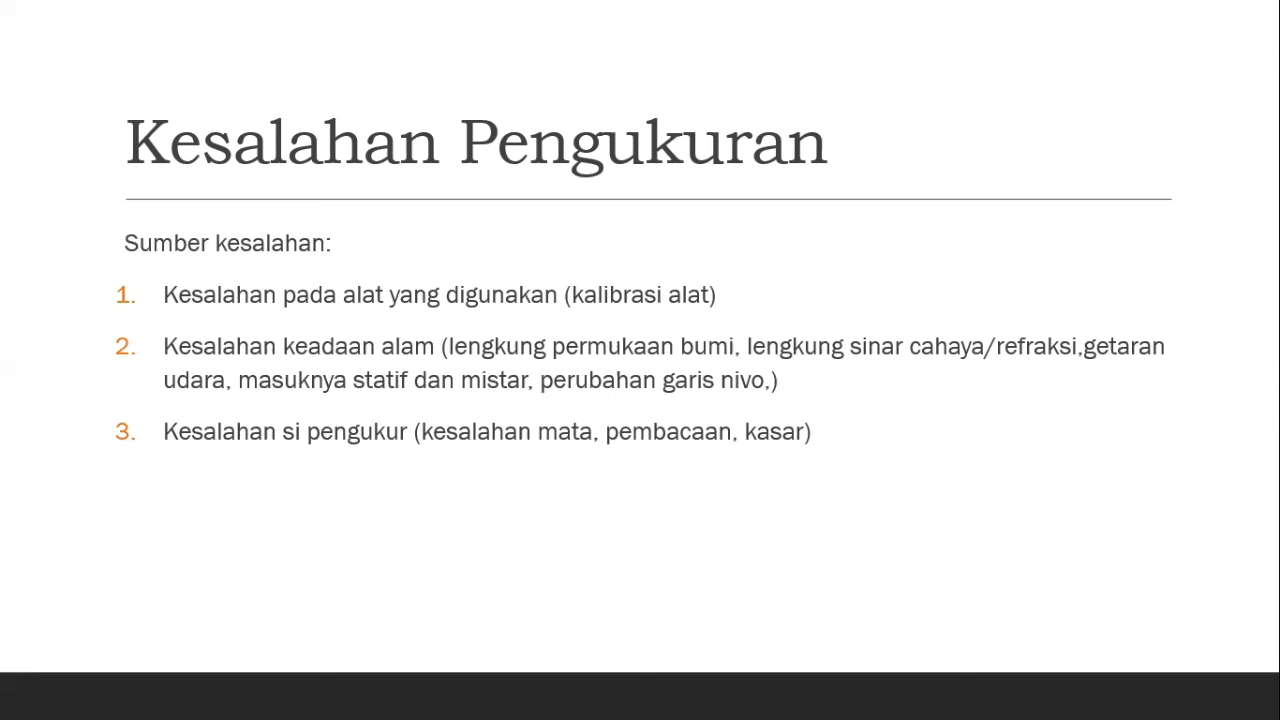 Kesalahan Pengukuran
Sumber kesalahan:
1. Kesalahan pada alat yang digunakan (kalibrasi alat)
2. Kesalahan keadaan alam (lengkung permukaan bumi, lengkung sinar cahaya/refraksi,getaran
udara, masuknya statif dan mistar, perubahan garis nivo,)
3. Kesalahan si pengukur (kesalahan mata, pembacaan, kasar)